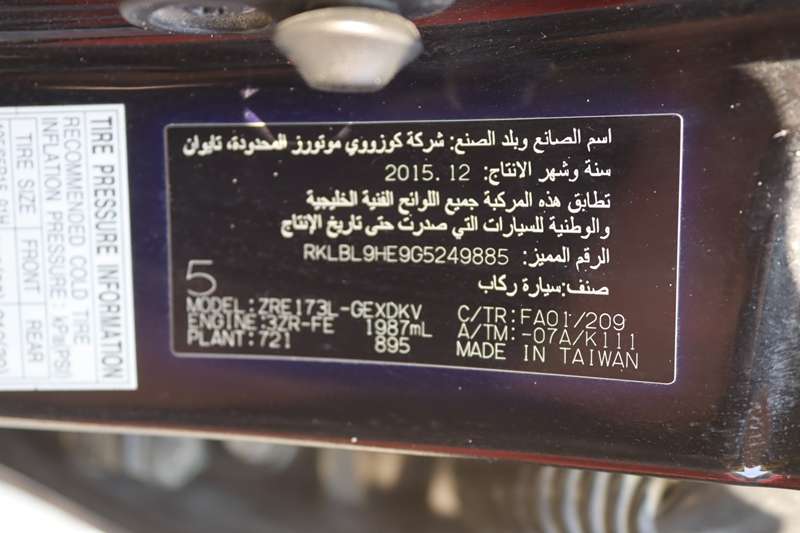 TIRE PRESSURE INFORMATION
RECOMMENDED COLD TIRE
INFLATION PRESSURE : kPa(PSI)
TIRE SIZE FRONT REAR
اسم الصانع وبلد الصنع: شركة كوزووي موتورز المحدودة، تايوان
سنة وشهر الانتاج: 2015.12
تطابق هذه المركبة جميع اللوائح الفنية الخليجية
والوطنية للسيارات التي صدرت حتى تاريخ الإنتاج
الرقم المميز: RKLBL9HE9G5249885
صنف:سيارة ركاب
5
MODEL:ZRE173L-GEXDKV C/TR:FA01/209
ENGINE:3ZR-FE 1987mL A/TM:-07A/K111
PLANT:721 895 MADE IN TAIWAN